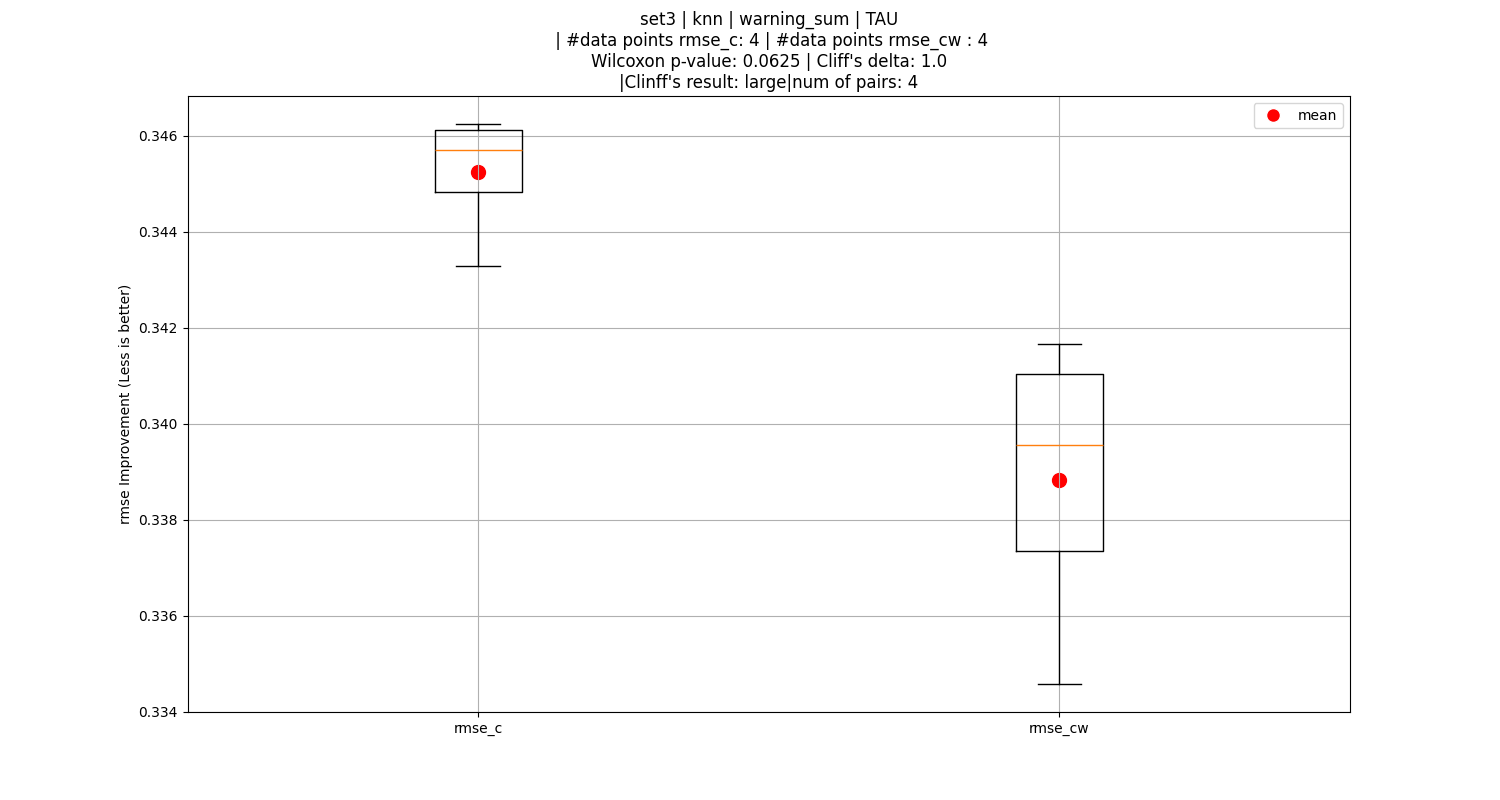 set3 | knn | warning_sum | TAU
| #data points rmse_c: 4 | #data points rmse_cw : 4
Wilcoxon p-value: 0.0625 | Cliff's delta: 1.0
|Clinff's result: large|num of pairs: 4
mean
rmse Improvement (Less is better)
0.346
0.344
0.342
0.340
0.338
0.336
0.334
rmse_c
rmse_cw